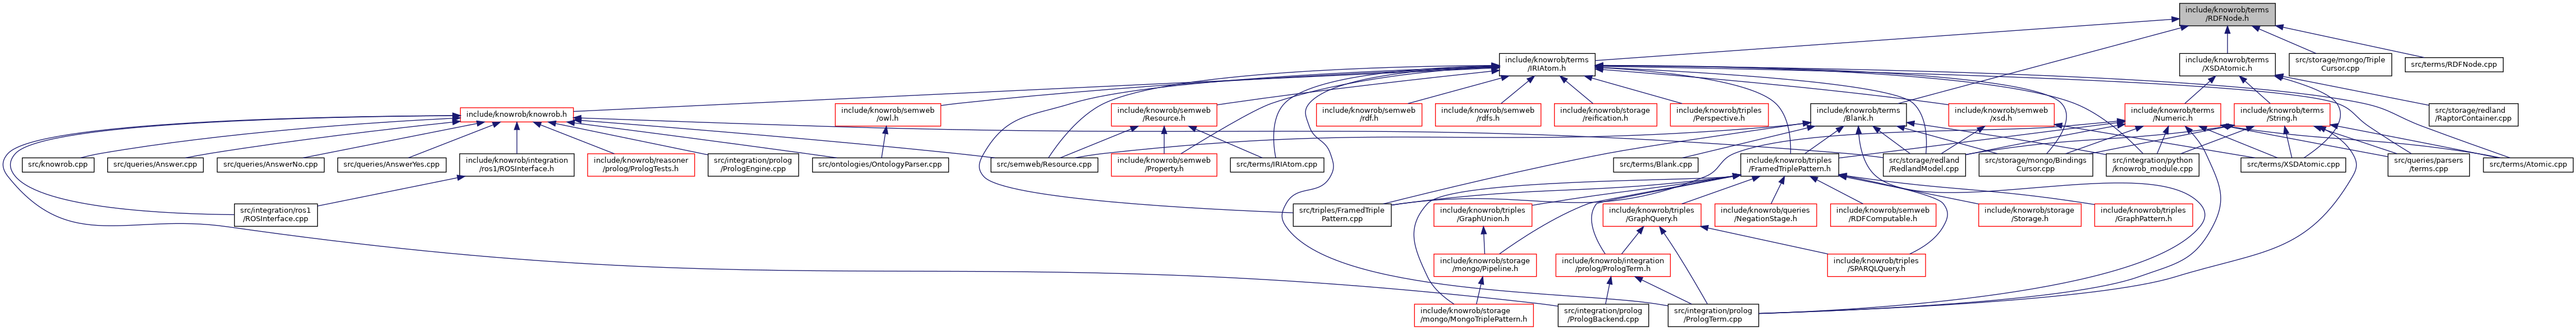 include/knowrob/terms
/RDFNode.h
include/knowrob/terms
/IRIAtom.h
include/knowrob/terms
/XSDAtomic.h
src/storage/mongo/Triple
Cursor.cpp
src/terms/RDFNode.cpp
include/knowrob/knowrob.h
include/knowrob/semweb
/owl.h
include/knowrob/semweb
/Resource.h
include/knowrob/semweb
/rdf.h
include/knowrob/semweb
/rdfs.h
include/knowrob/storage
/reification.h
include/knowrob/triples
/Perspective.h
include/knowrob/terms
/Blank.h
include/knowrob/semweb
/xsd.h
include/knowrob/terms
/Numeric.h
include/knowrob/terms
/String.h
src/storage/redland
/RaptorContainer.cpp
src/knowrob.cpp
src/queries/Answer.cpp
src/queries/AnswerNo.cpp
src/queries/AnswerYes.cpp
include/knowrob/integration
/ros1/ROSInterface.h
include/knowrob/reasoner
/prolog/PrologTests.h
src/integration/prolog
/PrologEngine.cpp
src/ontologies/OntologyParser.cpp
src/semweb/Resource.cpp
include/knowrob/semweb
/Property.h
src/terms/IRIAtom.cpp
src/terms/Blank.cpp
include/knowrob/triples
/FramedTriplePattern.h
src/storage/redland
/RedlandModel.cpp
src/storage/mongo/Bindings
Cursor.cpp
src/integration/python
/knowrob_module.cpp
src/terms/XSDAtomic.cpp
src/queries/parsers
/terms.cpp
src/terms/Atomic.cpp
src/integration/ros1
/ROSInterface.cpp
src/triples/FramedTriple
Pattern.cpp
include/knowrob/triples
/GraphUnion.h
include/knowrob/triples
/GraphQuery.h
include/knowrob/queries
/NegationStage.h
include/knowrob/semweb
/RDFComputable.h
include/knowrob/storage
/Storage.h
include/knowrob/triples
/GraphPattern.h
include/knowrob/storage
/mongo/Pipeline.h
include/knowrob/integration
/prolog/PrologTerm.h
include/knowrob/triples
/SPARQLQuery.h
include/knowrob/storage
/mongo/MongoTriplePattern.h
src/integration/prolog
/PrologBackend.cpp
src/integration/prolog
/PrologTerm.cpp